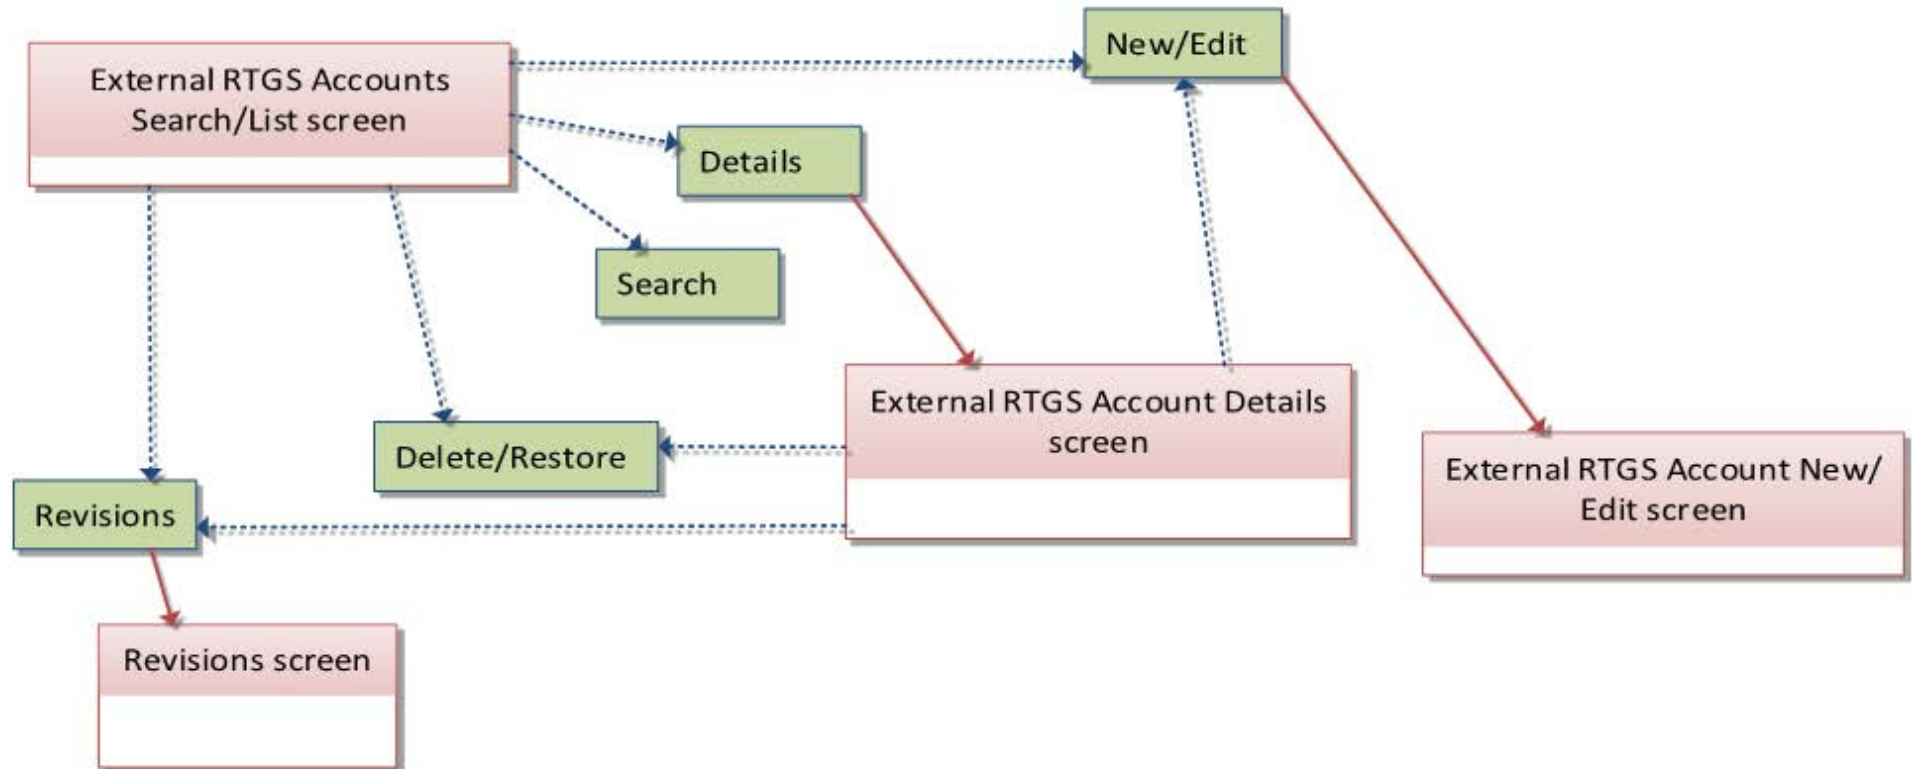 New/Edit
External RTGS Accounts
Search/List screen
Details
Search
External RTGS Account Details
screen
Delete/Restore
External RTGS Account New/
Edit screen
Revisions
Revisions screen